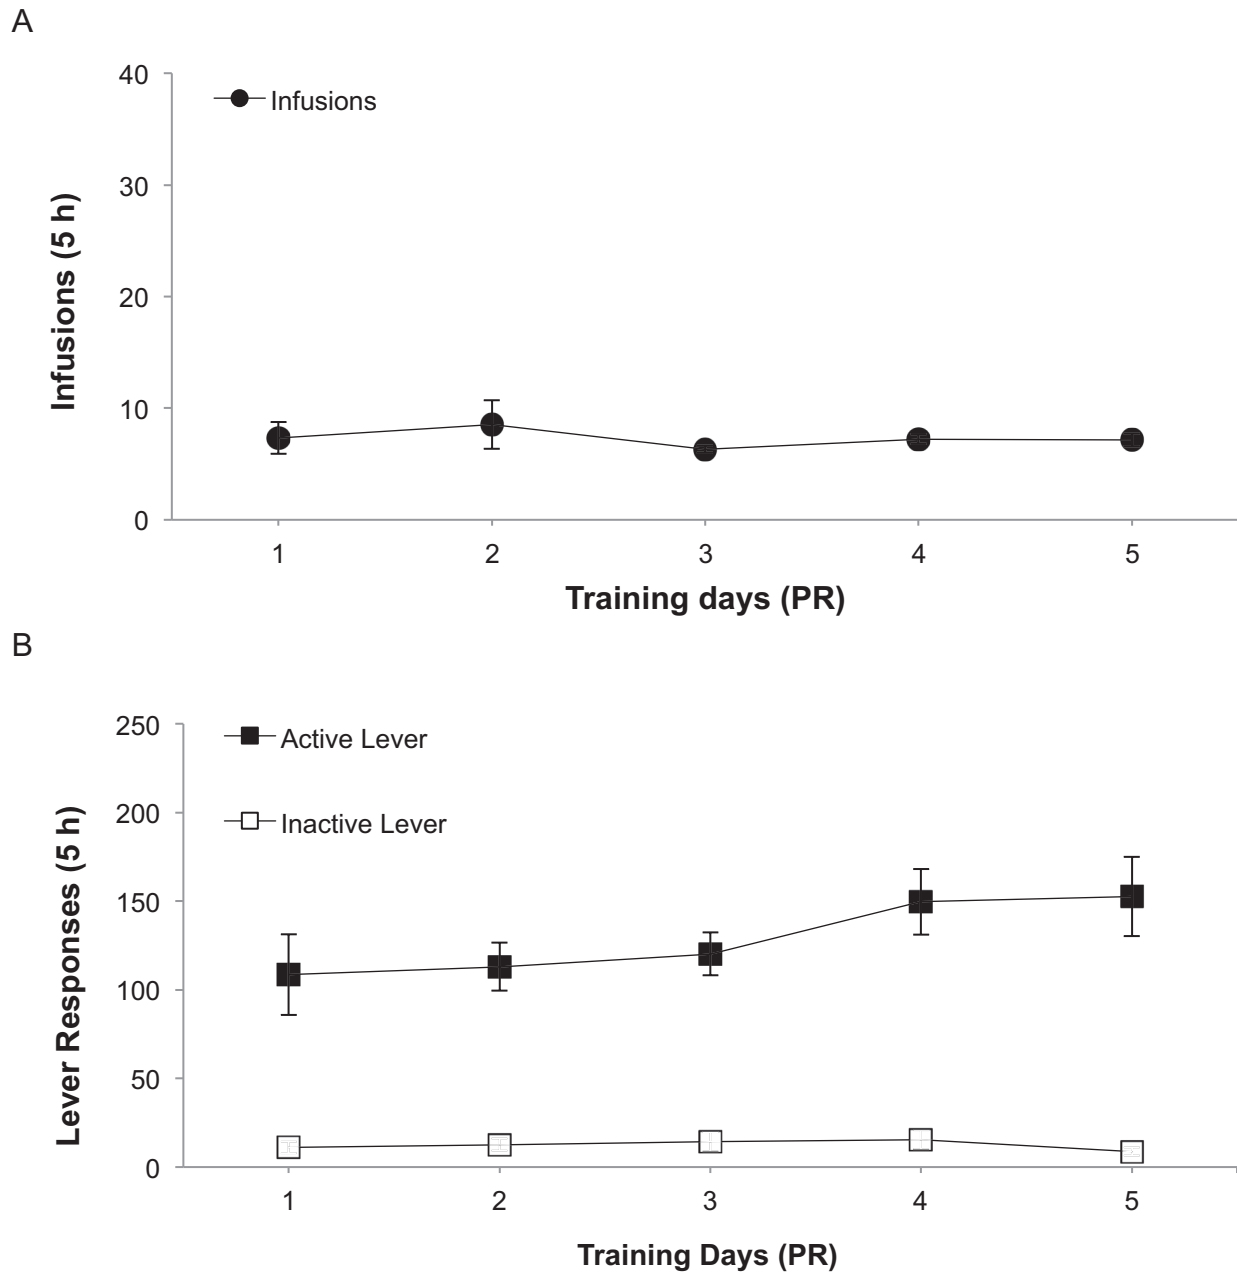 A
40
30
20
10
0
Infusions (5 h)
Infusions
1 2 3 4 5
Training days (PR)
B
250
200
150
100
50
0
Lever Responses (5 h)
Active Lever
Inactive Lever
1 2 3 4 5
Training Days (PR)